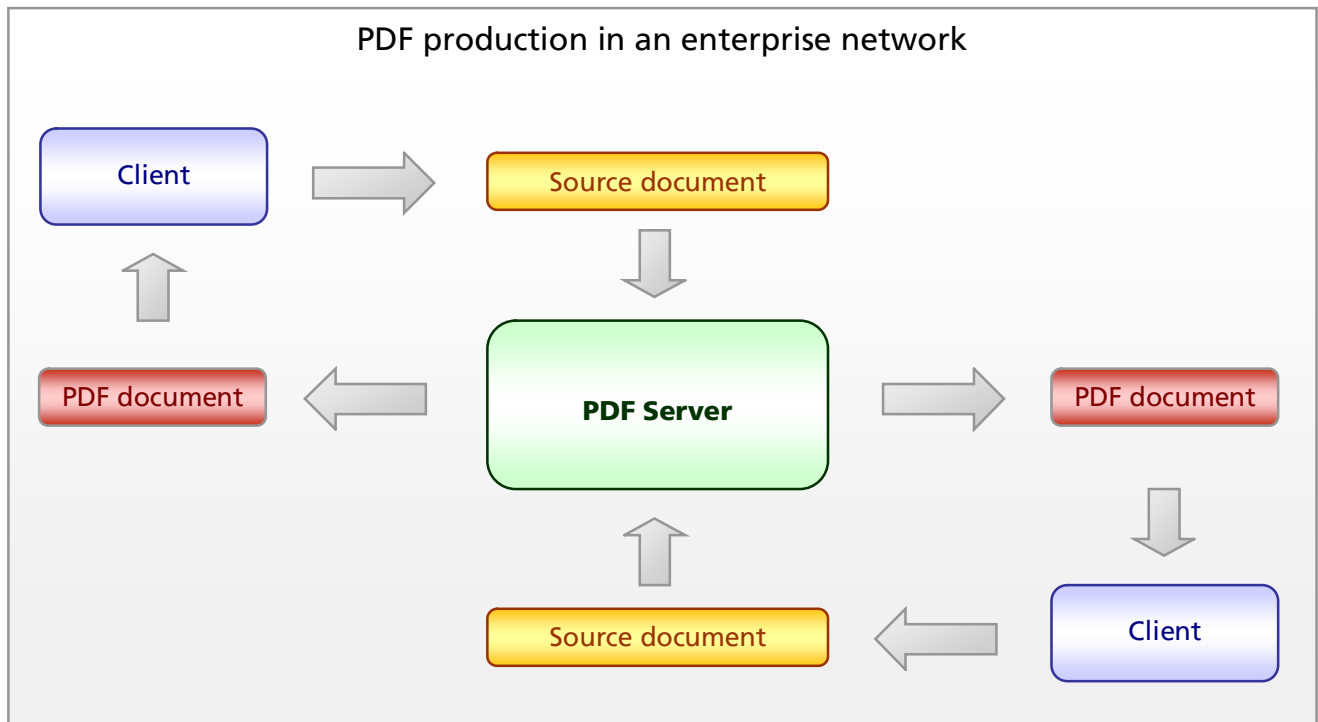 PDF production in an enterprise network
Client
Source document
PDF document
PDF Server
PDF document
Source document
Client